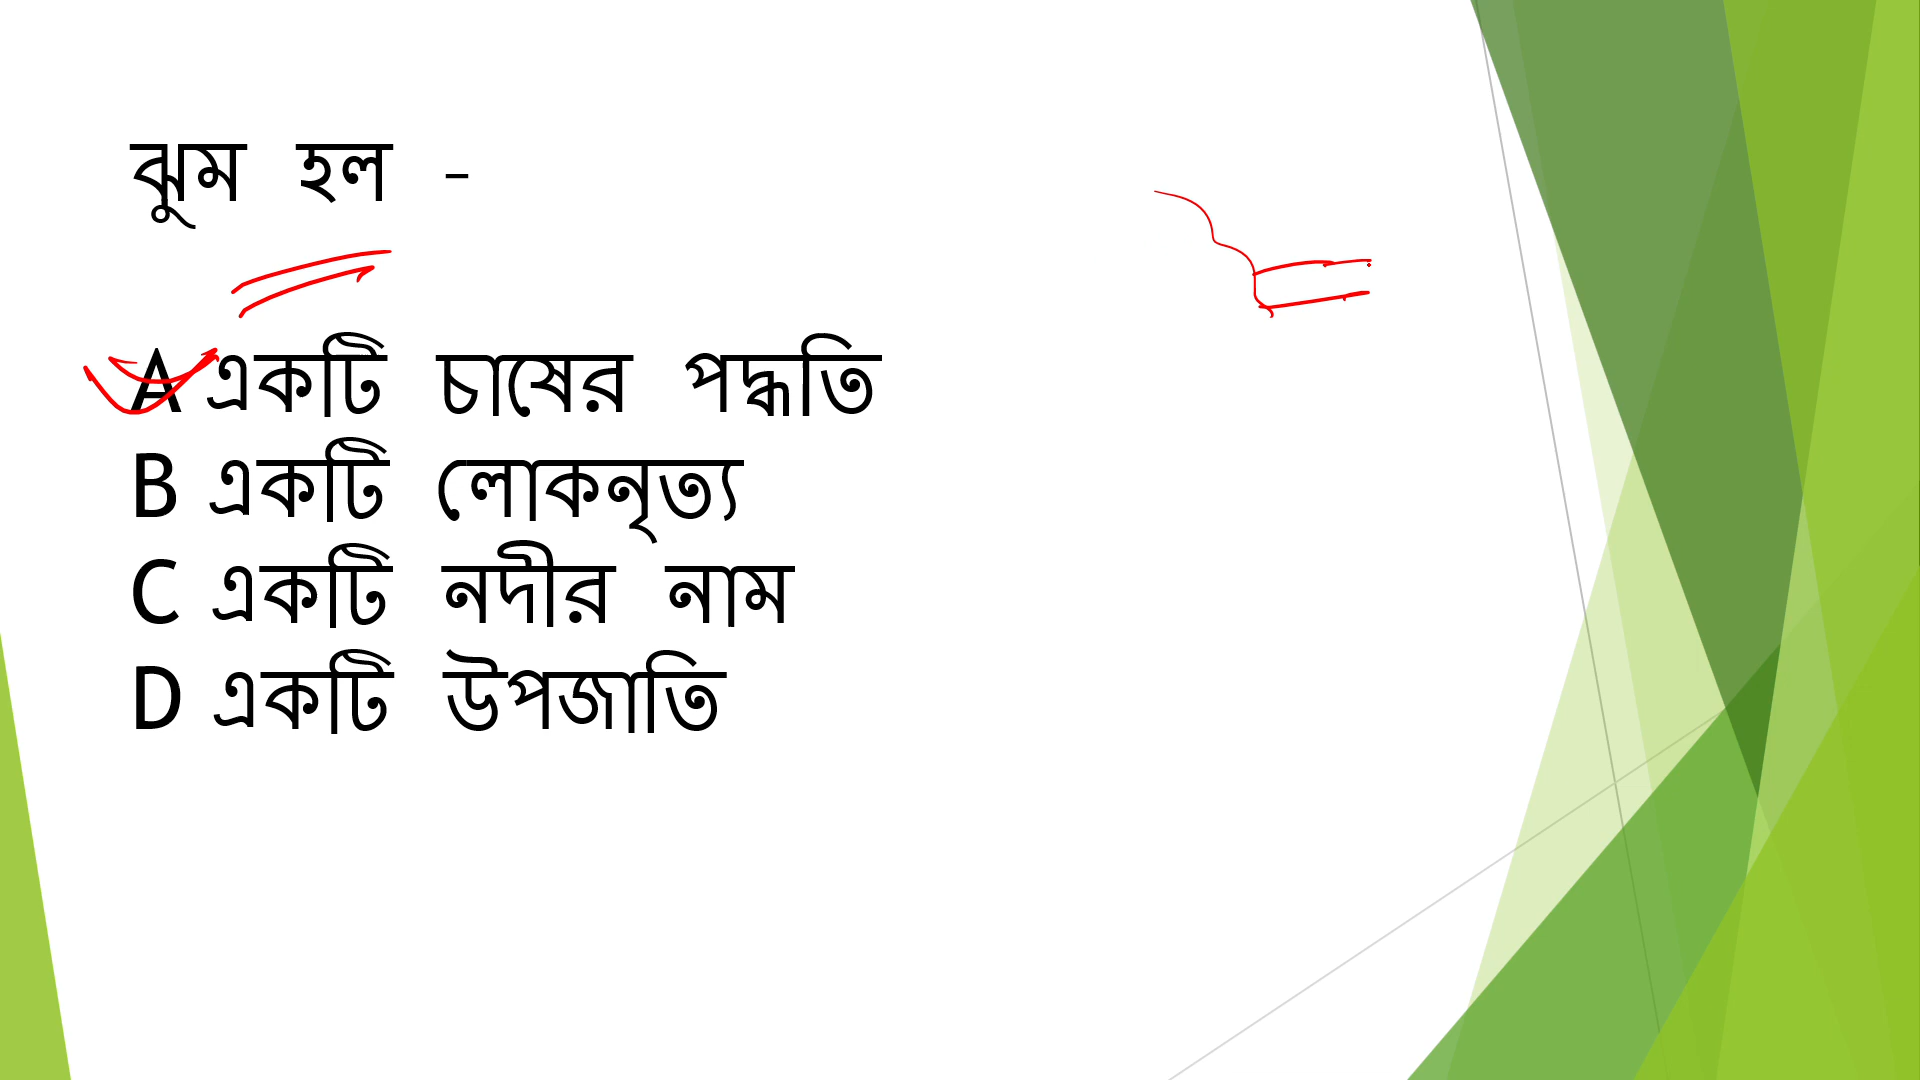 ঝুম হল –
A একটি চাষের পদ্ধতি
B একটি লোকনৃত্য
C একটি নদীর নাম
D একটি উপজাতি